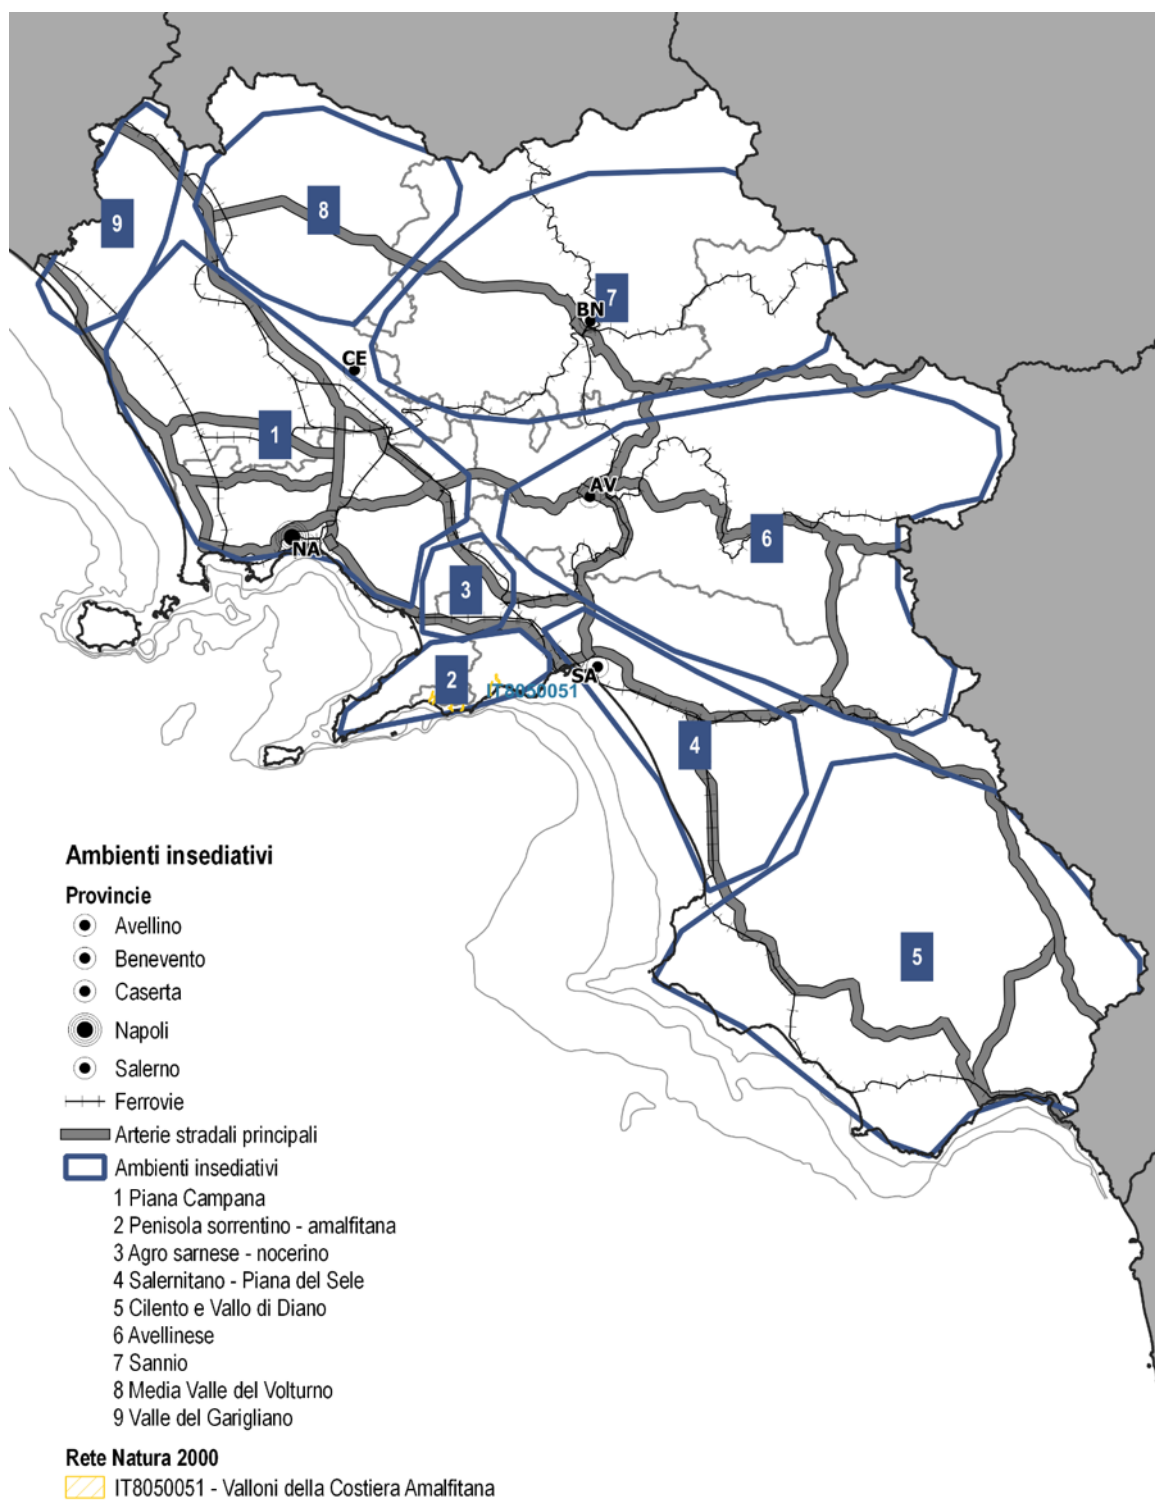 9
8
7
BN
CE
1
AV
6
NA
3
2
SA
IT8050051
4
5
Ambienti insediativi
Provincie
Avellino
Benevento
Caserta
Napoli
Salerno
Ferrovie
Arterie stradali principali
Ambienti insediativi
1 Piana Campana
2 Penisola sorrentino - amalfitana
3 Agro sarnese - nocerino
4 Salernitano - Piana del Sele
5 Cilento e Vallo di Diano
6 Avellinese
7 Sannio
8 Media Valle del Volturno
9 Valle del Garigliano
Rete Natura 2000
IT8050051 - Valloni della Costiera Amalfitana